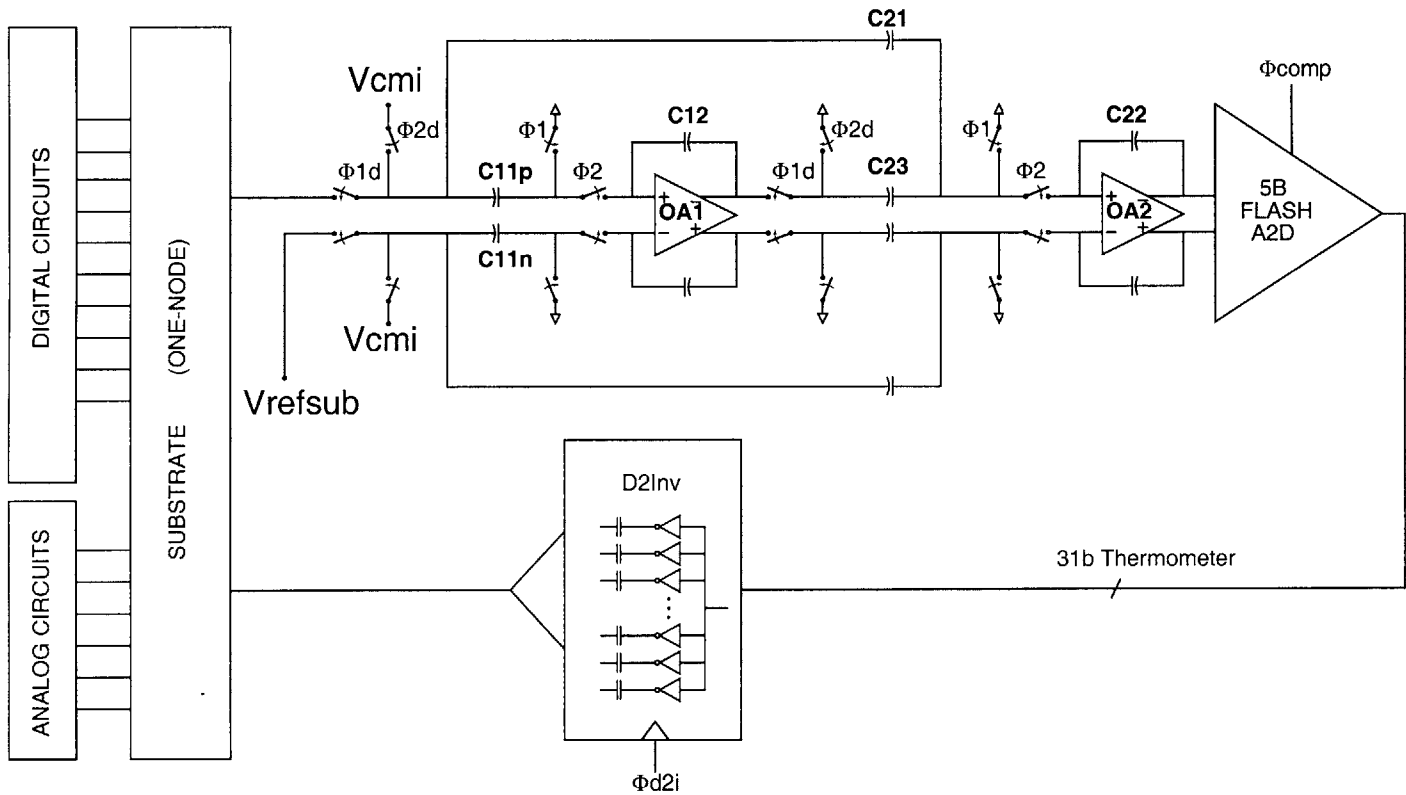 C21
Φcomp
Vcmi
Φ2d
Φ1
C12
Φ2d
Φ1
C22
Φ1d
C11p
Φ2
Φ1d
C23
Φ2
5B
FLASH
A2D
OA1
OA2
+
−
−
+
+
−
−
+
C11n
Vcmi
Vrefsub
DIGITAL CIRCUITS
SUBSTRATE (ONE-NODE)
ANALOG CIRCUITS
D2Inv
31b Thermometer
Φd2i